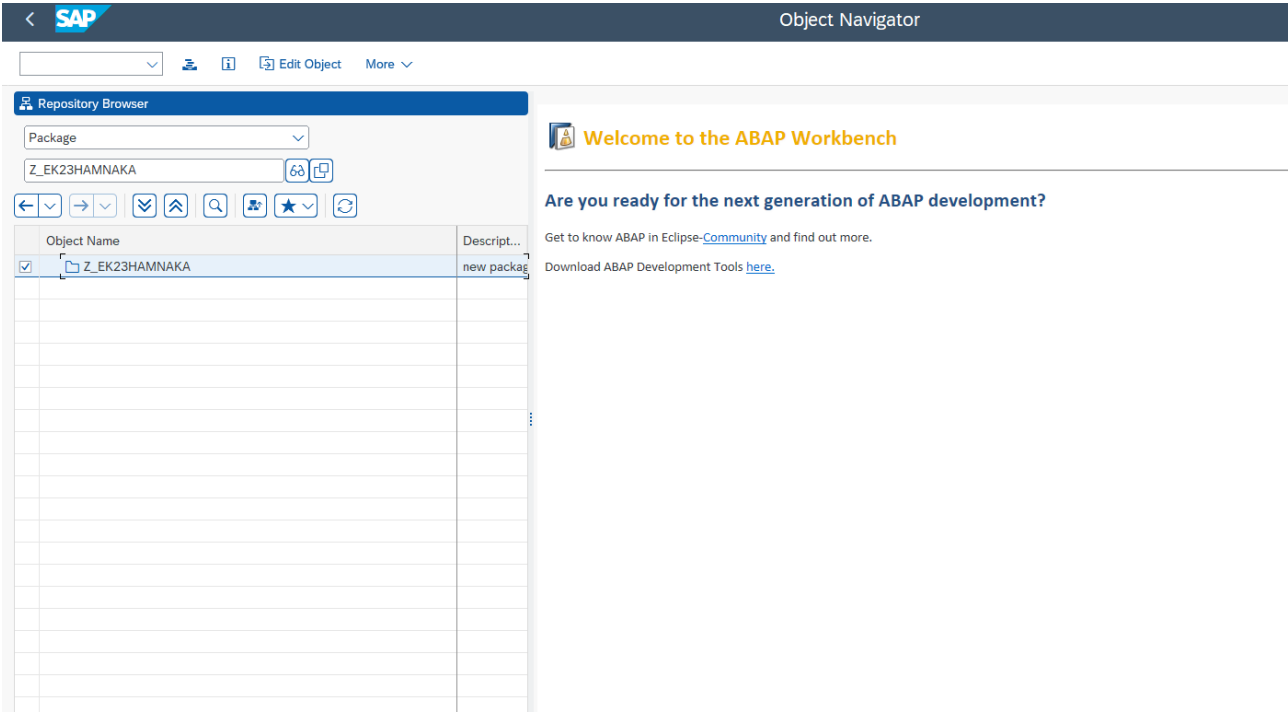 SAP
Object Navigator
Edit Object
More
Repository Browser
Package
Z_EK23HAMNAKA
Object Name
Descript...
Z_EK23HAMNAKA
new packag
Welcome to the ABAP Workbench
Are you ready for the next generation of ABAP development?
Get to know ABAP in Eclipse-Community and find out more.
Download ABAP Development Tools here.